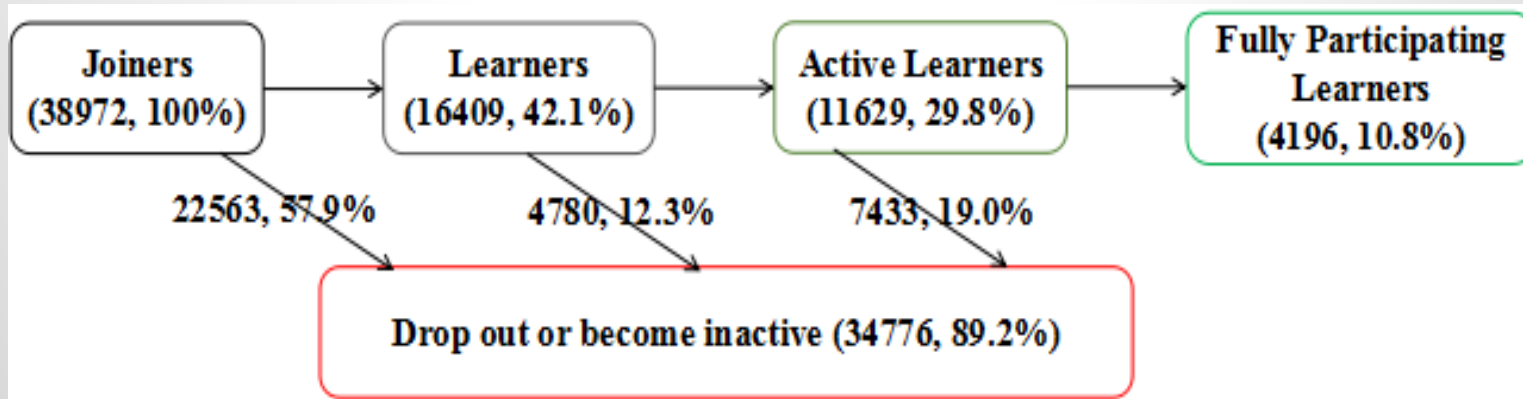 Joiners
(38972, 100%)
Learners
(16409, 42.1%)
Active Learners
(11629, 29.8%)
Fully Participating
Learners
(4196, 10.8%)
22563, 57.9%
4780, 12.3%
7433, 19.0%
Drop out or become inactive (34776, 89.2%)